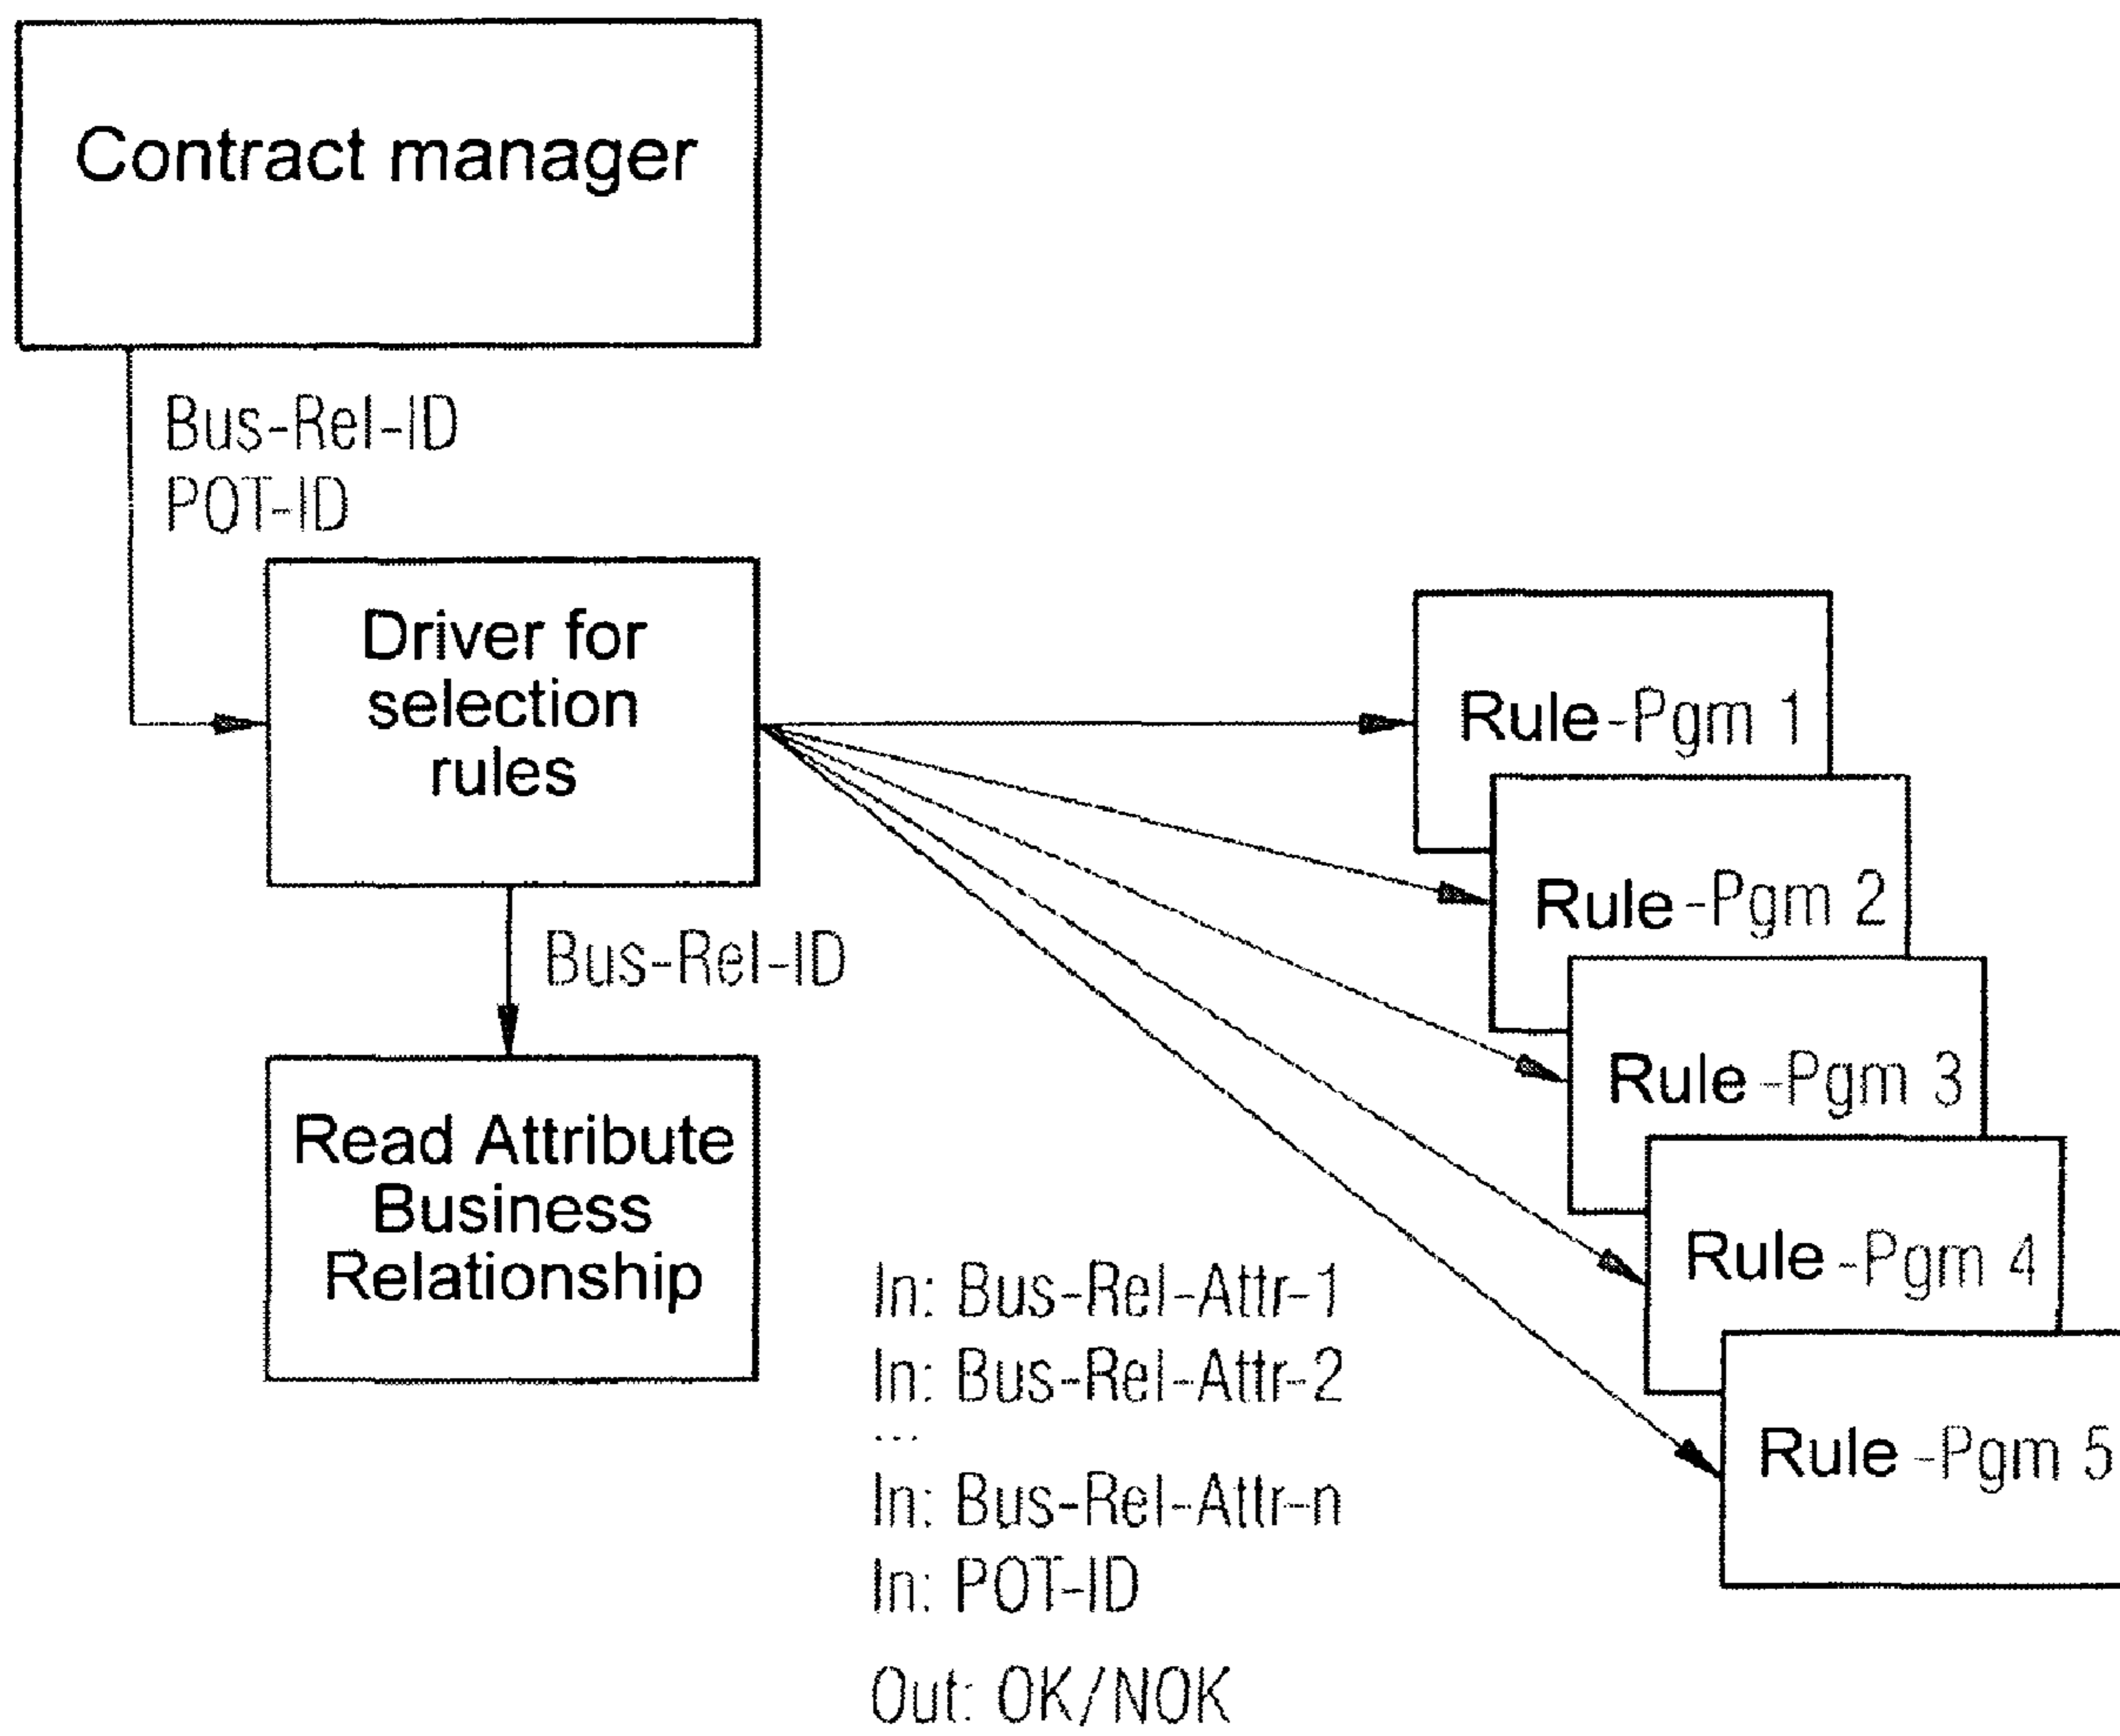 Contract manager
Bus-Rel-ID
POT-ID
Driver for
selection
rules
Bus-Rel-ID
Read Attribute
Business
Relationship
Rule-Pgm 1
Rule-Pgm 2
Rule-Pgm 3
Rule-Pgm 4
Rule-Pgm 5
In: Bus-Rel-Attr-1
In: Bus-Rel-Attr-2
...
In: Bus-Rel-Attr-n
In: POT-ID
Out: OK/NOK